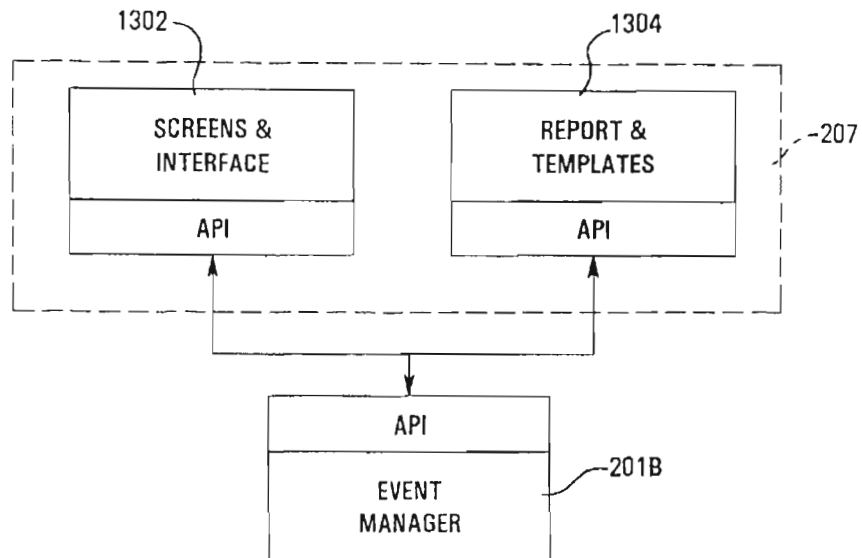 1302
1304
SCREENS &
INTERFACE
API
REPORT &
TEMPLATES
API
207
API
EVENT
MANAGER
201B